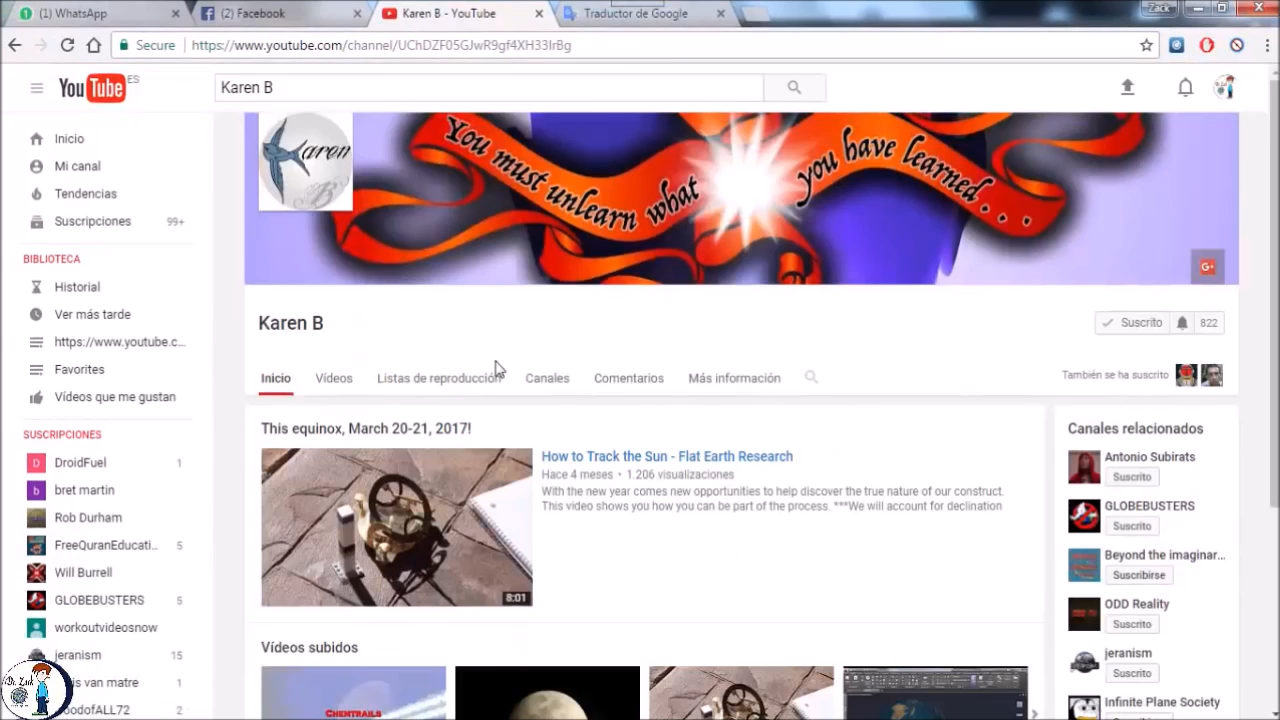 (1) WhatsApp
(2) Facebook
Karen B - YouTube
Traductor de Google
Zack
Secure
https://www.youtube.com/channel/UChDZF05GJwR9gf4XH33IrBg
YouTube ES
Karen B
Inicio
Mi canal
Tendencias
Suscripciones 99+
BIBLIOTECA
Historial
Ver más tarde
https://www.youtube.c...
Favorites
Vídeos que me gustan
SUSCRIPCIONES
DroidFuel 1
bret martin
Rob Durham
FreeQuranEducati.. 5
Will Burrell
GLOBEBUSTERS 5
workoutvideosnow
jeranism 15
is van matre 1
oodofALL72 2
Karen
B
You must unlearn what you have learned...
G+
Karen B
Suscrito 822
Inicio
Vídeos
Listas de reproducción
Canales
Comentarios
Más información
También se ha suscrito
This equinox, March 20-21, 2017!
How to Track the Sun - Flat Earth Research
Hace 4 meses • 1.206 visualizaciones
With the new year comes new opportunities to help discover the true nature of our construct.
This video shows you how you can be part of the process. ***We will account for declination
8:01
Vídeos subidos
CHEMTRAILS
Canales relacionados
Antonio Subirats
Suscrito
GLOBEBUSTERS
Suscrito
Beyond the imaginar...
Suscribirse
ODD Reality
Suscrito
jeranism
Suscrito
Infinite Plane Society